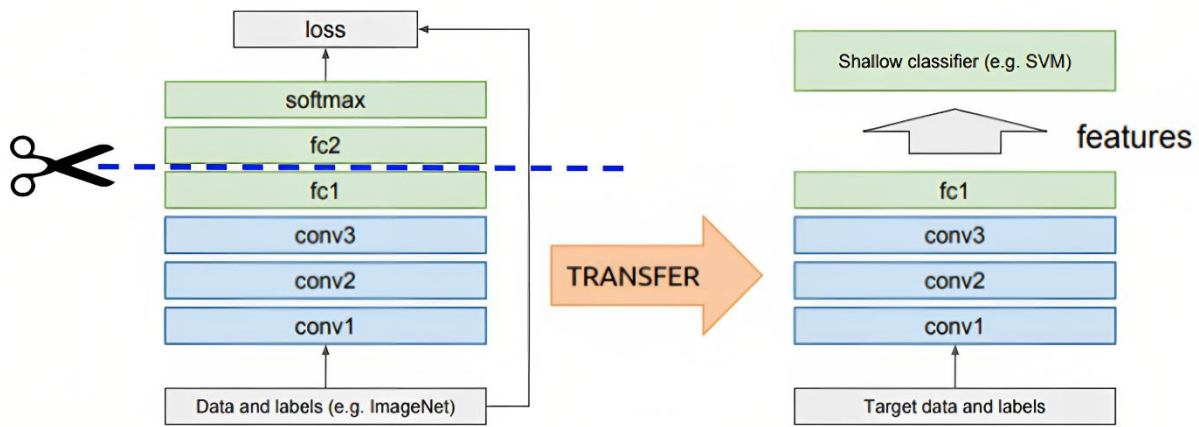 loss
softmax
fc2
fc1
conv3
conv2
conv1
Data and labels (e.g. ImageNet)
TRANSFER
Shallow classifier (e.g. SVM)
features
fc1
conv3
conv2
conv1
Target data and labels